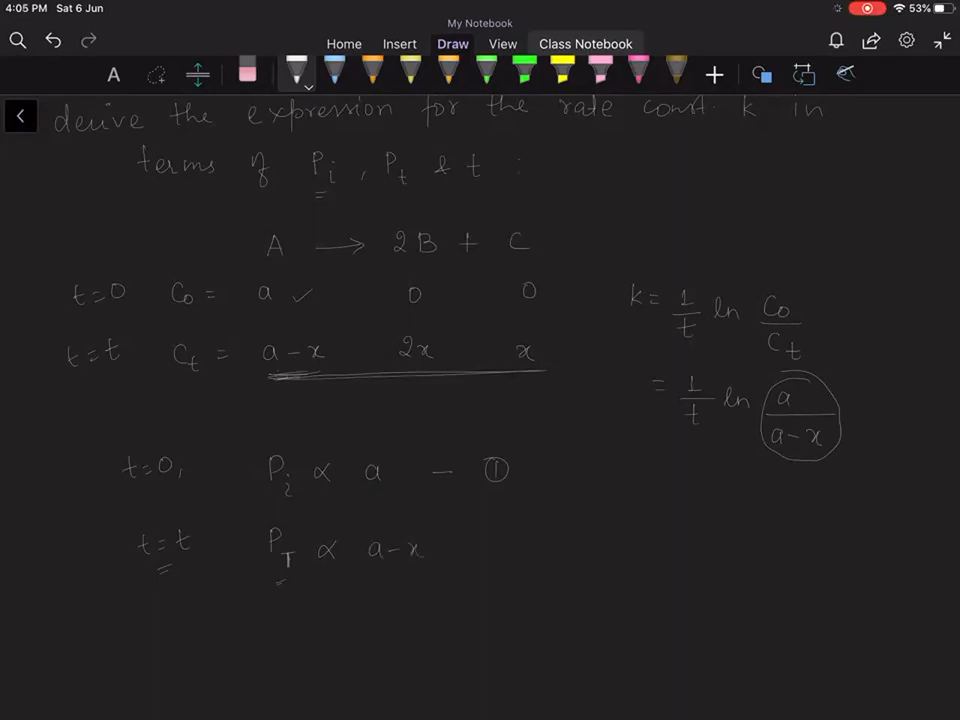 4:05 PM Sat 6 Jun
53%
My Notebook
Home Insert Draw View Class Notebook
A
derive the expression for the rate const. k in
terms of Pi, Pt & t :
A → 2B + C
t=0 C0 = a ✓ 0 0
t=t Ct = a-x 2x x
k = 1/t ln C0/Ct
= 1/t ln a/a-x
t=0, Pi ∝ a - ①
t=t PT ∝ a-x